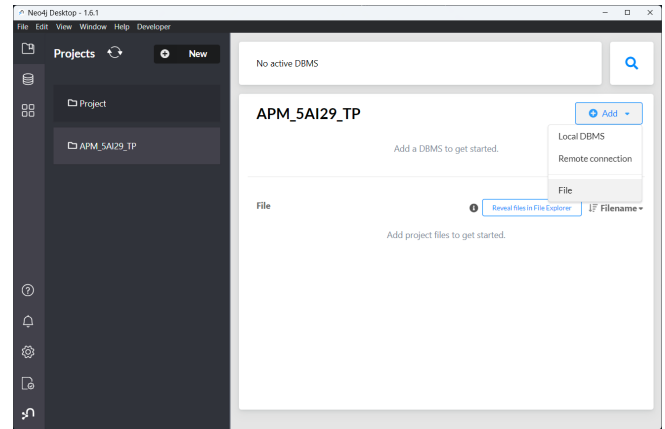 Neo4j Desktop - 1.6.1
File Edit View Window Help Developer
Projects
New
Project
APM_5AI29_TP
No active DBMS
APM_5AI29_TP
Add
Local DBMS
Remote connection
File
Add a DBMS to get started.
File
Reveal files in File Explorer
Filename
Add project files to get started.